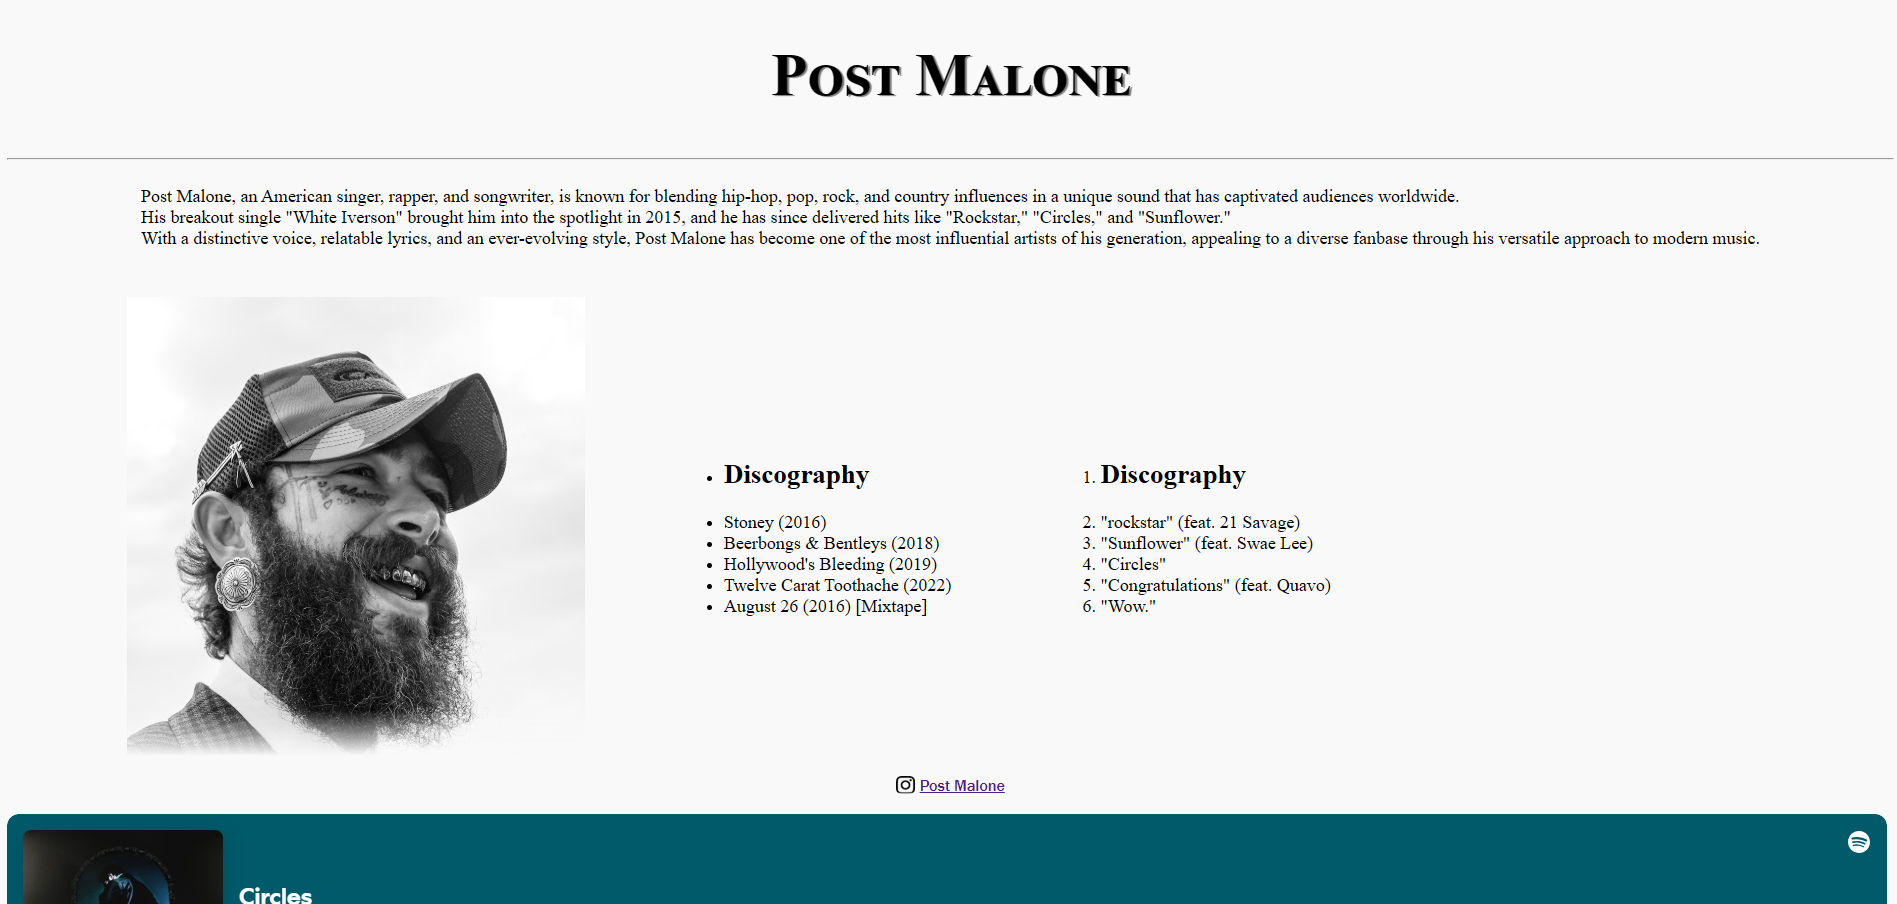 Post Malone
Post Malone, an American singer, rapper, and songwriter, is known for blending hip-hop, pop, rock, and country influences in a unique sound that has captivated audiences worldwide.
His breakout single "White Iverson" brought him into the spotlight in 2015, and he has since delivered hits like "Rockstar," "Circles," and "Sunflower."
With a distinctive voice, relatable lyrics, and an ever-evolving style, Post Malone has become one of the most influential artists of his generation, appealing to a diverse fanbase through his versatile approach to modern music.
• Discography
• Stoney (2016)
• Beerbongs & Bentleys (2018)
• Hollywood's Bleeding (2019)
• Twelve Carat Toothache (2022)
• August 26 (2016) [Mixtape]
1. Discography
2. "rockstar" (feat. 21 Savage)
3. "Sunflower" (feat. Swae Lee)
4. "Circles"
5. "Congratulations" (feat. Quavo)
6. "Wow."
Post Malone
Circles